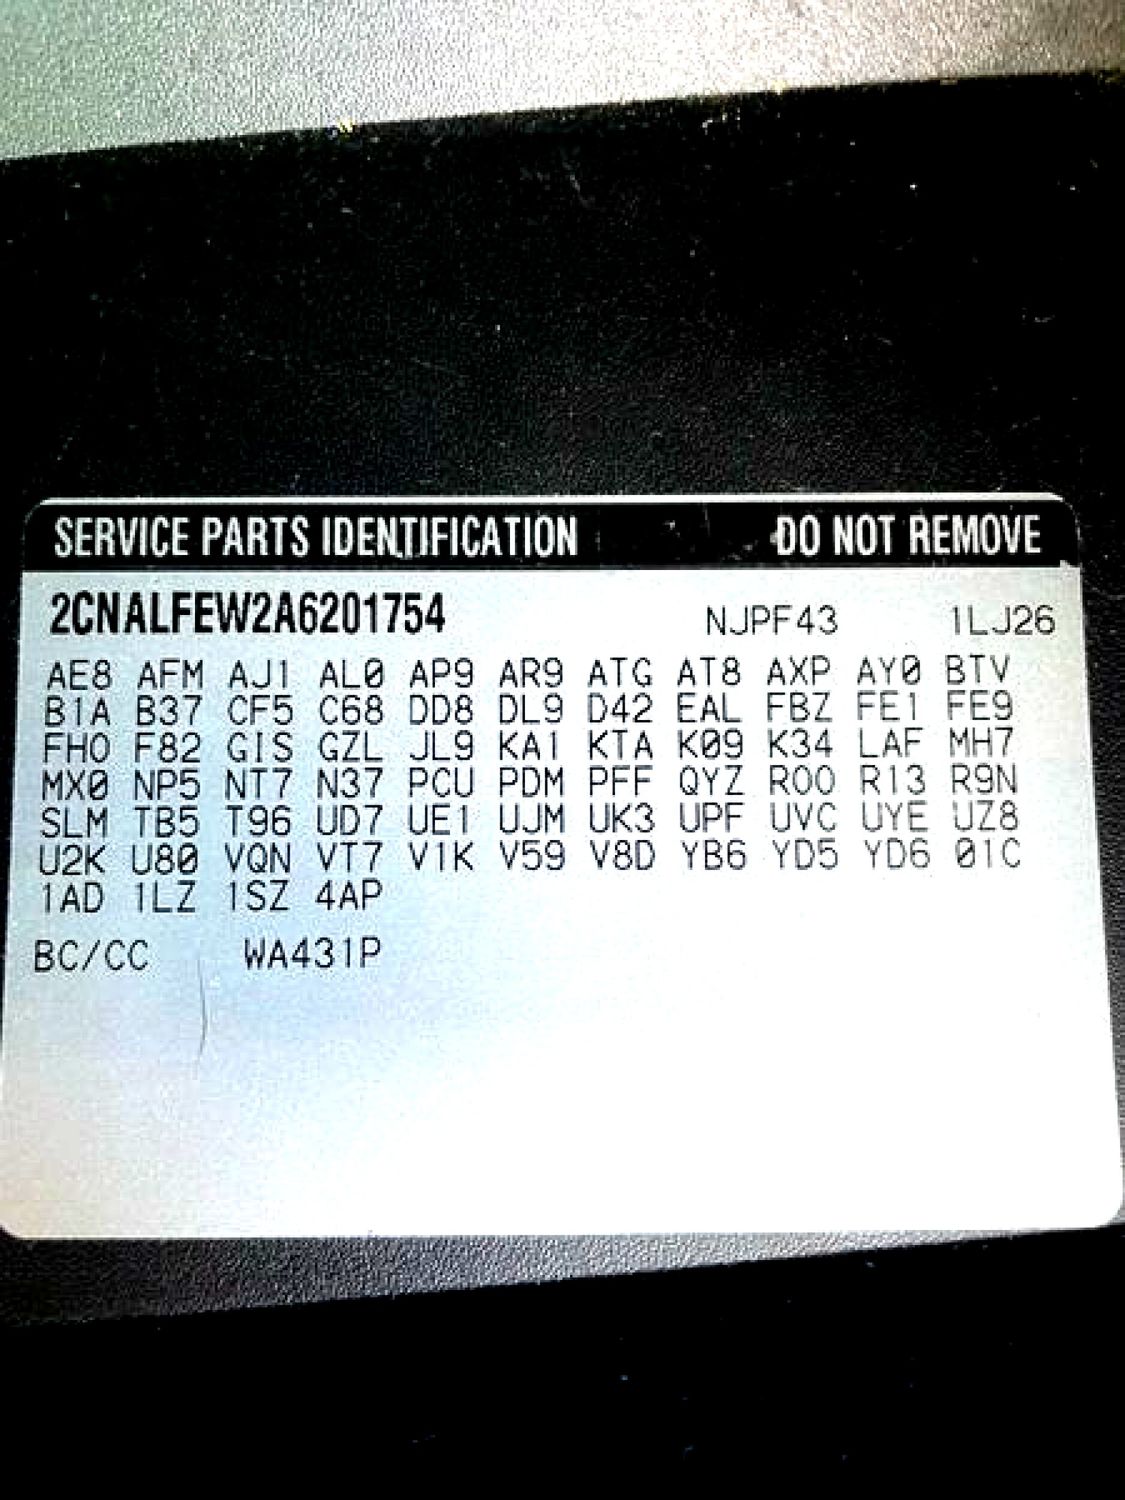 SERVICE PARTS IDENTIFICATION DO NOT REMOVE
2CNALFEW2A6201754 NJPF43 1LJ26
AE8 AFM AJ1 AL0 AP9 AR9 ATG AT8 AXP AY0 BTV
B1A B37 CF5 C68 DD8 DL9 D42 EAL FBZ FE1 FE9
FHO F82 GIS GZL JL9 KA1 KTA K09 K34 LAF MH7
MX0 NP5 NT7 N37 PCU PDM PFF QYZ ROO R13 R9N
SLM TB5 T96 UD7 UE1 UJM UK3 UPF UVC UYE UZ8
U2K U80 VQN VT7 V1K V59 V8D YB6 YD5 YD6 01C
1AD 1LZ 1SZ 4AP
BC/CC WA431P